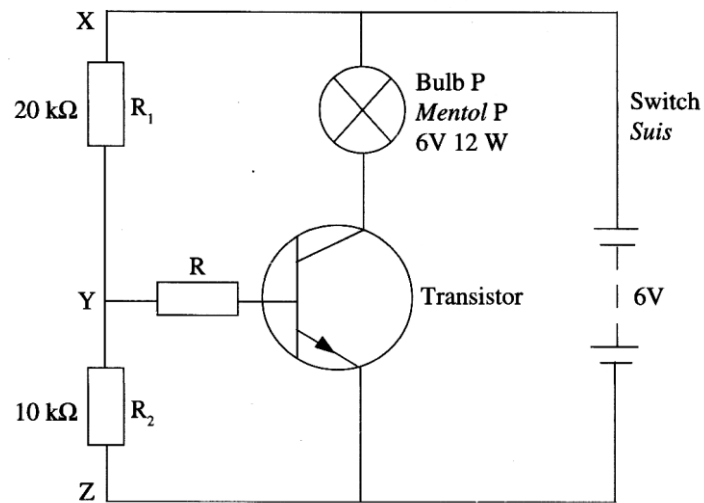 X
Bulb P
Mentol P
6V 12 W
Switch
Suis
20 kΩ
R₁
R
Y
Transistor
6V
10 kΩ
R₂
Z